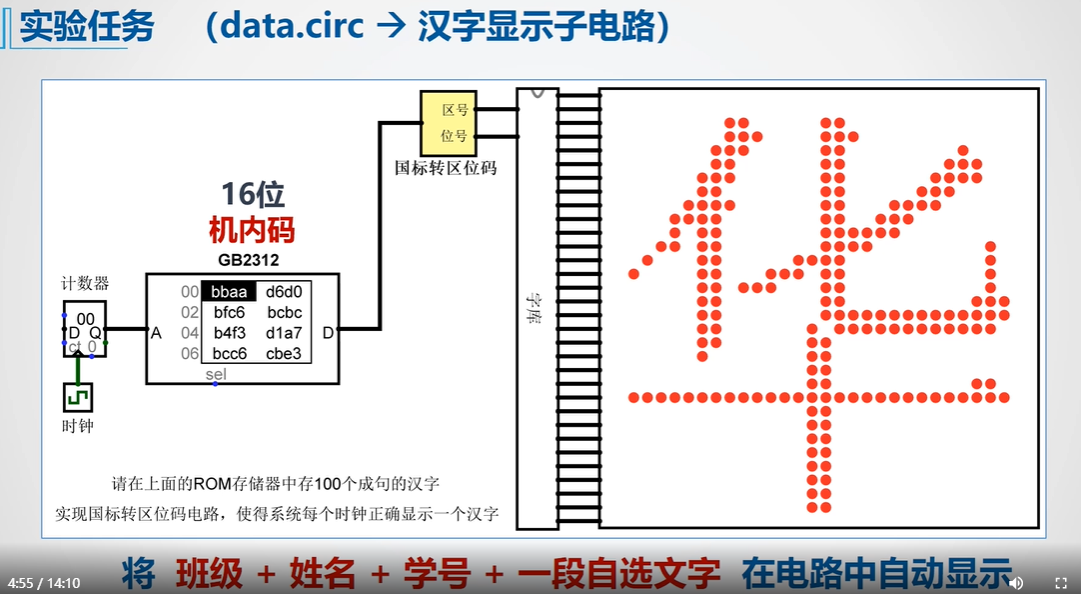 实验任务 (data.circ → 汉字显示子电路)
区号
位号
国标转区位码
16位
机内码
GB2312
计数器
00
D Q
ct 0
时钟
A
00 bbaa d6d0
02 bfc6 bcbc
04 b4f3 d1a7
06 bcc6 cbe3
D
sel
字库
华
请在上面的ROM存储器中存100个成句的汉字
实现国标转区位码电路，使得系统每个时钟正确显示一个汉字
将 班级 + 姓名 + 学号 + 一段自选文字 在电路中自动显示
4:55 / 14:10